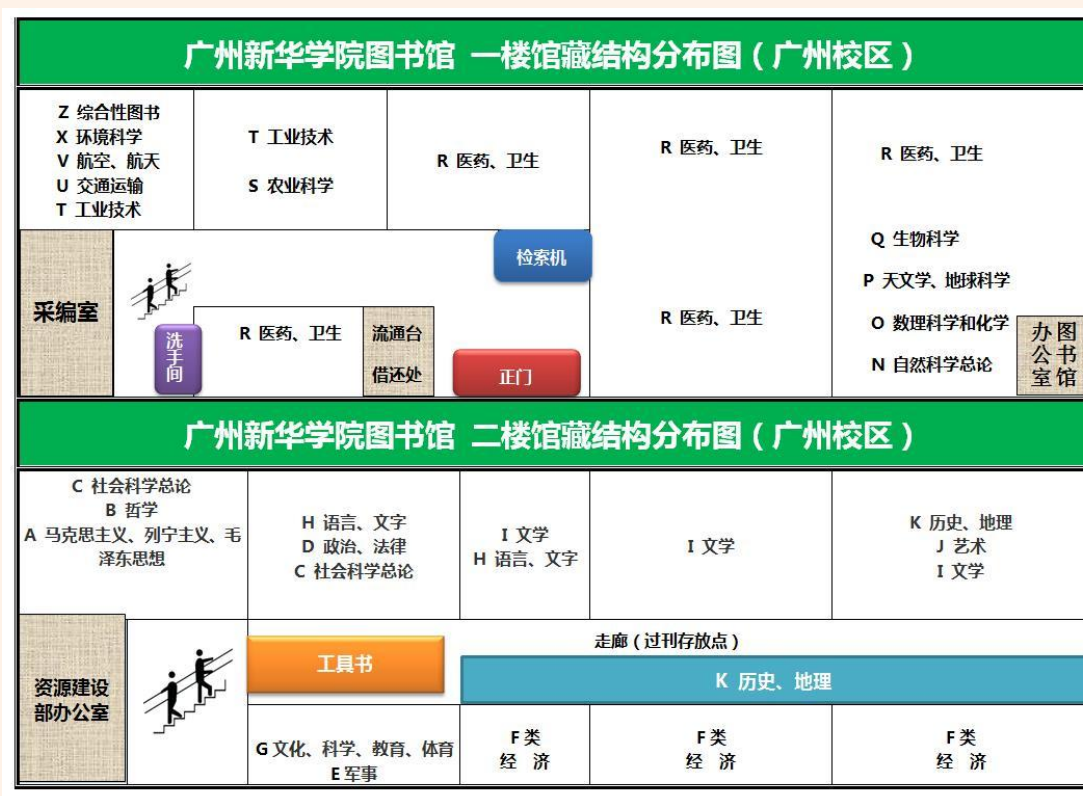 广州新华学院图书馆 一楼馆藏结构分布图（广州校区）
Z 综合性图书
X 环境科学
V 航空、航天
U 交通运输
T 工业技术
T 工业技术
S 农业科学
R 医药、卫生
R 医药、卫生
R 医药、卫生
采编室
洗手间
R 医药、卫生
流通台
借还处
检索机
正门
R 医药、卫生
Q 生物科学
P 天文学、地球科学
O 数理科学和化学
N 自然科学总论
图书馆
办公室
广州新华学院图书馆 二楼馆藏结构分布图（广州校区）
C 社会科学总论
B 哲学
A 马克思主义、列宁主义、毛
泽东思想
H 语言、文字
D 政治、法律
C 社会科学总论
I 文学
H 语言、文字
I 文学
K 历史、地理
J 艺术
I 文学
资源建设
部办公室
工具书
走廊（过刊存放点）
K 历史、地理
G 文化、科学、教育、体育
E 军事
F 类
经 济
F 类
经 济
F 类
经 济